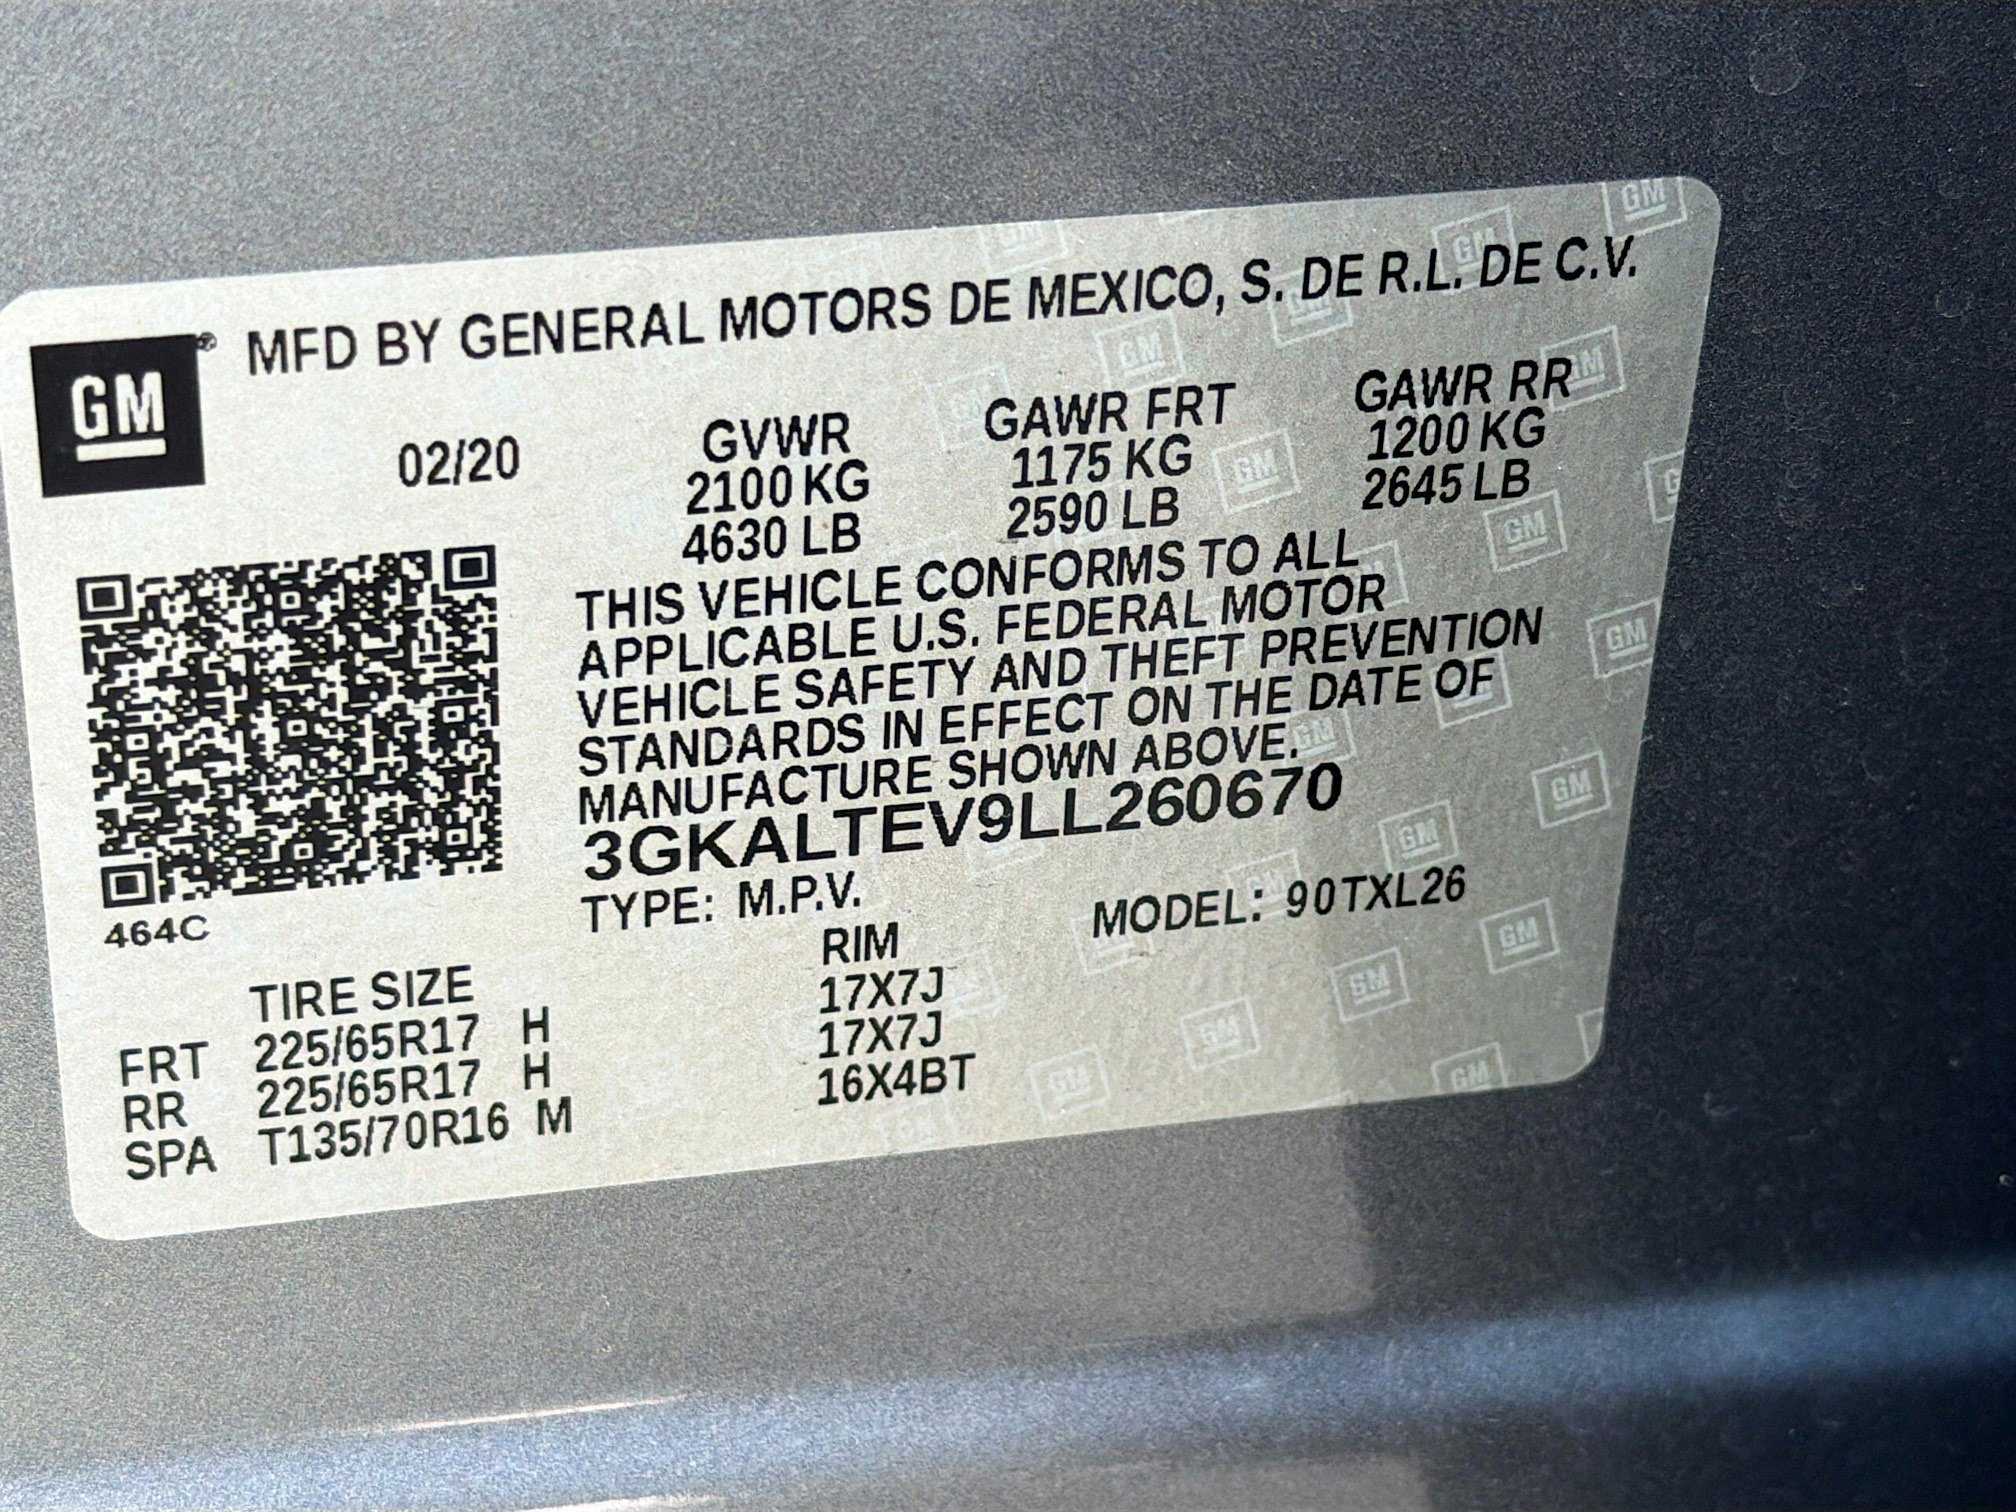 GM® MFD BY GENERAL MOTORS DE MEXICO, S. DE R.L. DE C.V.
02/20 GVWR GAWR FRT GAWR RR
2100 KG 1175 KG 1200 KG
4630 LB 2590 LB 2645 LB
THIS VEHICLE CONFORMS TO ALL
APPLICABLE U.S. FEDERAL MOTOR
VEHICLE SAFETY AND THEFT PREVENTION
STANDARDS IN EFFECT ON THE DATE OF
MANUFACTURE SHOWN ABOVE.
3GKALTEV9LL260670
TYPE: M.P.V. MODEL: 90TXL26
464C
TIRE SIZE RIM
FRT 225/65R17 H 17X7J
RR 225/65R17 H 17X7J
SPA T135/70R16 M 16X4BT